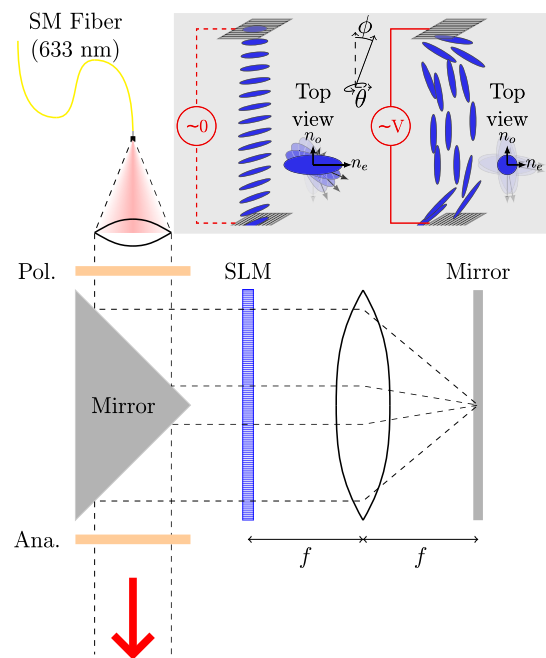 SM Fiber
(633 nm)
ϕ
θ
Top
view
n_o
n_e
~0
Top
view
n_o
n_e
~V
Pol.
SLM
Mirror
Mirror
Ana.
f
f